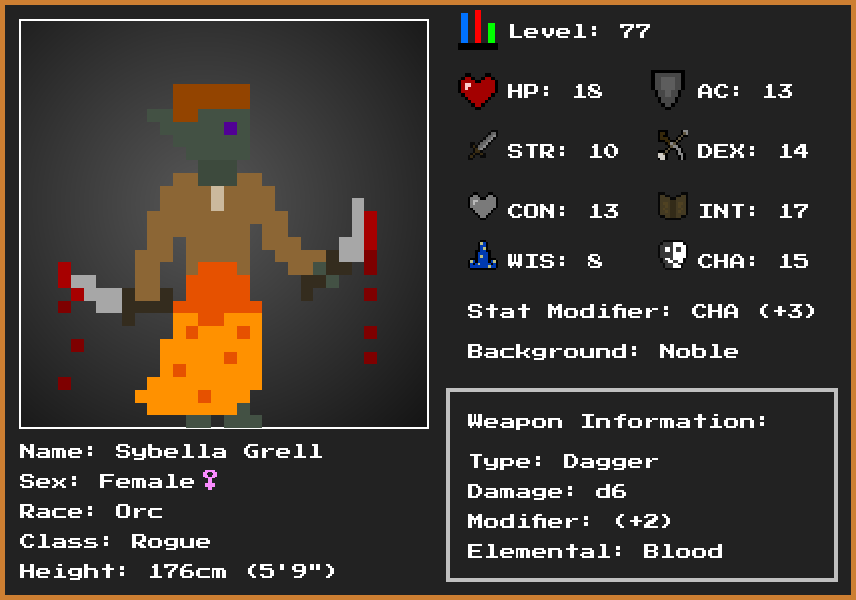 Level: 77
HP: 18
AC: 13
STR: 10
DEX: 14
CON: 13
INT: 17
WIS: 8
CHA: 15
Stat Modifier: CHA (+3)
Background: Noble
Weapon Information:
Type: Dagger
Damage: d6
Modifier: (+2)
Elemental: Blood
Name: Sybella Grell
Sex: Female♀
Race: Orc
Class: Rogue
Height: 176cm (5'9")